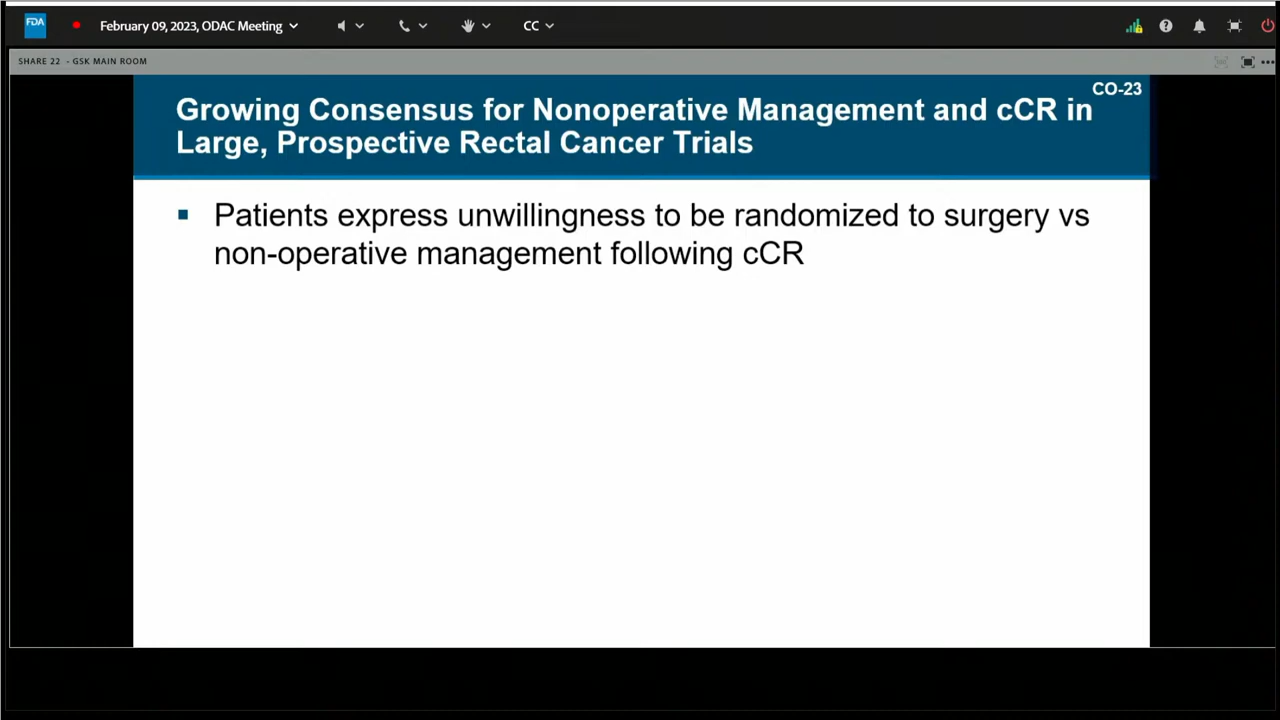 FDA
February 09, 2023, ODAC Meeting
CC
SHARE 22 - GSK MAIN ROOM
CO-23
Growing Consensus for Nonoperative Management and cCR in
Large, Prospective Rectal Cancer Trials
Patients express unwillingness to be randomized to surgery vs
non-operative management following cCR